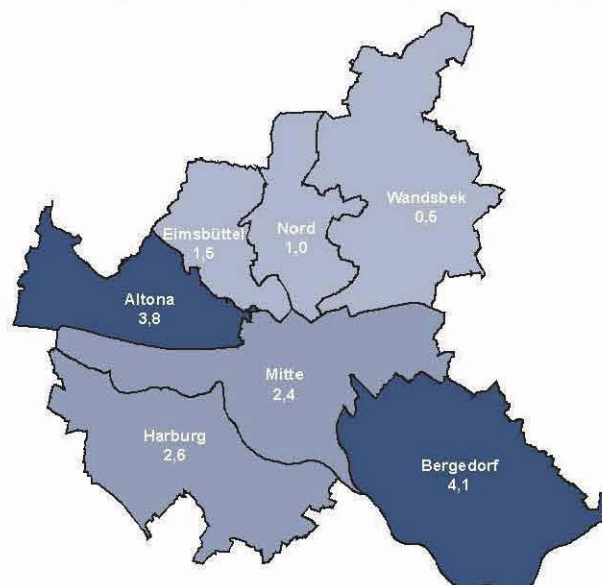 Wandsbek
0,5
Eimsbüttel
1,5
Nord
1,0
Altona
3,8
Mitte
2,4
Harburg
2,6
Bergedorf
4,1